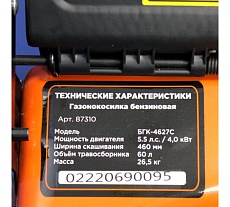 ТЕХНИЧЕСКИЕ ХАРАКТЕРИСТИКИ
Газонокосилка бензиновая
Арт. 87310
Модель БГК-4627С
Мощность двигателя 5.5 л.с. / 4,0 кВт
Ширина скашивания 460 мм
Объём травосборника 60 л
Масса 26,5 кг
02220690095